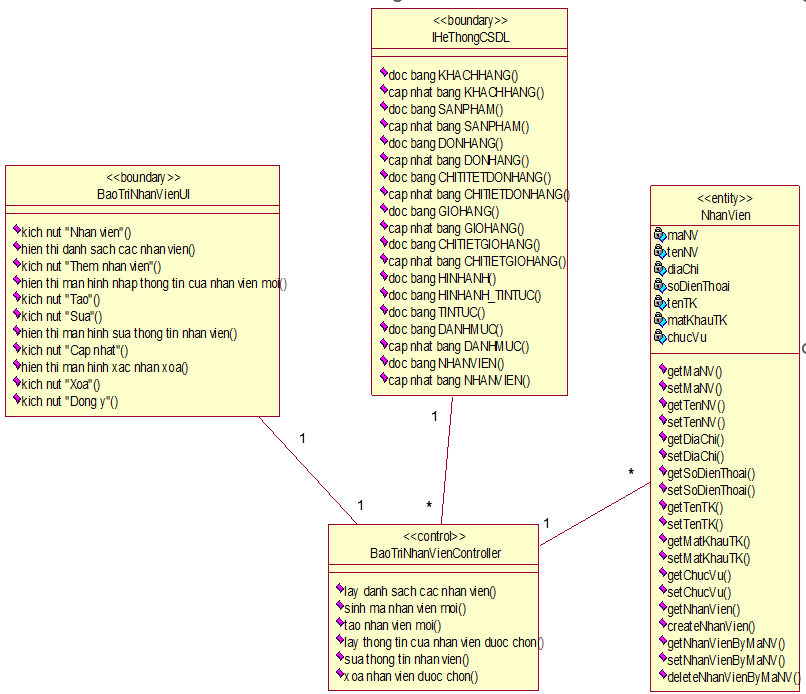 <<boundary>>
IHeThongCSDL
doc bang KHACHHANG()
cap nhat bang KHACHHANG()
doc bang SANPHAM()
cap nhat bang SANPHAM()
doc bang DONHANG()
cap nhat bang DONHANG()
doc bang CHITITETDONHANG()
cap nhat bang CHITIETDONHANG()
doc bang GIOHANG()
cap nhat bang GIOHANG()
doc bang CHITIETGIOHANG()
cap nhat bang CHITIETGIOHANG()
doc bang HINHANH()
doc bang HINHANH_TINTUC()
doc bang TINTUC()
doc bang DANHMUC()
cap nhat bang DANHMUC()
doc bang NHANVIEN()
cap nhat bang NHANVIEN()
<<boundary>>
BaoTriNhanVienUI
kich nut "Nhan vien"()
hien thi danh sach cac nhan vien()
kich nut "Them nhan vien"()
hien thi man hinh nhap thong tin cua nhan vien moi()
kich nut "Tao"()
kich nut "Sua"()
hien thi man hinh sua thong tin nhan vien()
kich nut "Cap nhat"()
hien thi man hinh xac nhan xoa()
kich nut "Xoa"()
kich nut "Dong y"()
<<entity>>
NhanVien
maNV
tenNV
diaChi
soDienThoai
tenTK
matKhauTK
chucVu
getMaNV()
setMaNV()
getTenNV()
setTenNV()
getDiaChi()
setDiaChi()
getSoDienThoai()
setSoDienThoai()
getTenTK()
setTenTK()
getMatKhauTK()
setMatKhauTK()
getChucVu()
setChucVu()
getNhanVien()
createNhanVien()
getNhanVienByMaNV()
setNhanVienByMaNV()
deleteNhanVienByMaNV()
1
1
1
*
*
1
<<control>>
BaoTriNhanVienController
lay danh sach cac nhan vien()
sinh ma nhan vien moi()
tao nhan vien moi()
lay thong tin cua nhan vien duoc chon()
sua thong tin nhan vien()
xoa nhan vien duoc chon()